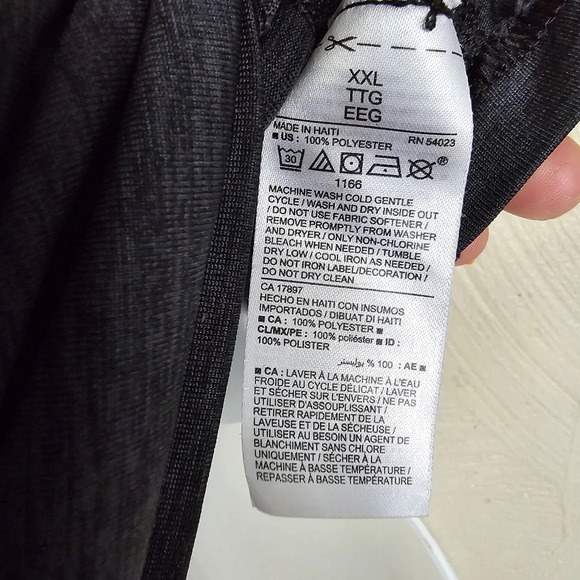 XXL
TTG
EEG
MADE IN HAITI RN 54023
■ US : 100% POLYESTER
30 ®
1166
MACHINE WASH COLD GENTLE
CYCLE / WASH AND DRY INSIDE OUT
/ DO NOT USE FABRIC SOFTENER /
REMOVE PROMPTLY FROM WASHER
AND DRYER / ONLY NON-CHLORINE
BLEACH WHEN NEEDED / TUMBLE
DRY LOW / COOL IRON AS NEEDED /
DO NOT IRON LABEL/DECORATION /
DO NOT DRY CLEAN
CA 17897
HECHO EN HAITI CON INSUMOS
IMPORTADOS / DIBUAT DI HAITI
■ CA : 100% POLYESTER ■
CL/MX/PE : 100% poliéster ■ ID :
100% POLISTER
■ AE : 100 % بوليستر
■ CA : LAVER À LA MACHINE À L'EAU
FROIDE AU CYCLE DÉLICAT / LAVER
ET SÉCHER SUR L'ENVERS / NE PAS
UTILISER D'ASSOUPLISSANT /
RETIRER RAPIDEMENT DE LA
LAVEUSE ET DE LA SÉCHEUSE /
UTILISER AU BESOIN UN AGENT DE
BLANCHIMENT SANS CHLORE
UNIQUEMENT / SÉCHER À LA
MACHINE À BASSE TEMPÉRATURE /
REPASSER À BASSE TEMPÉRATURE